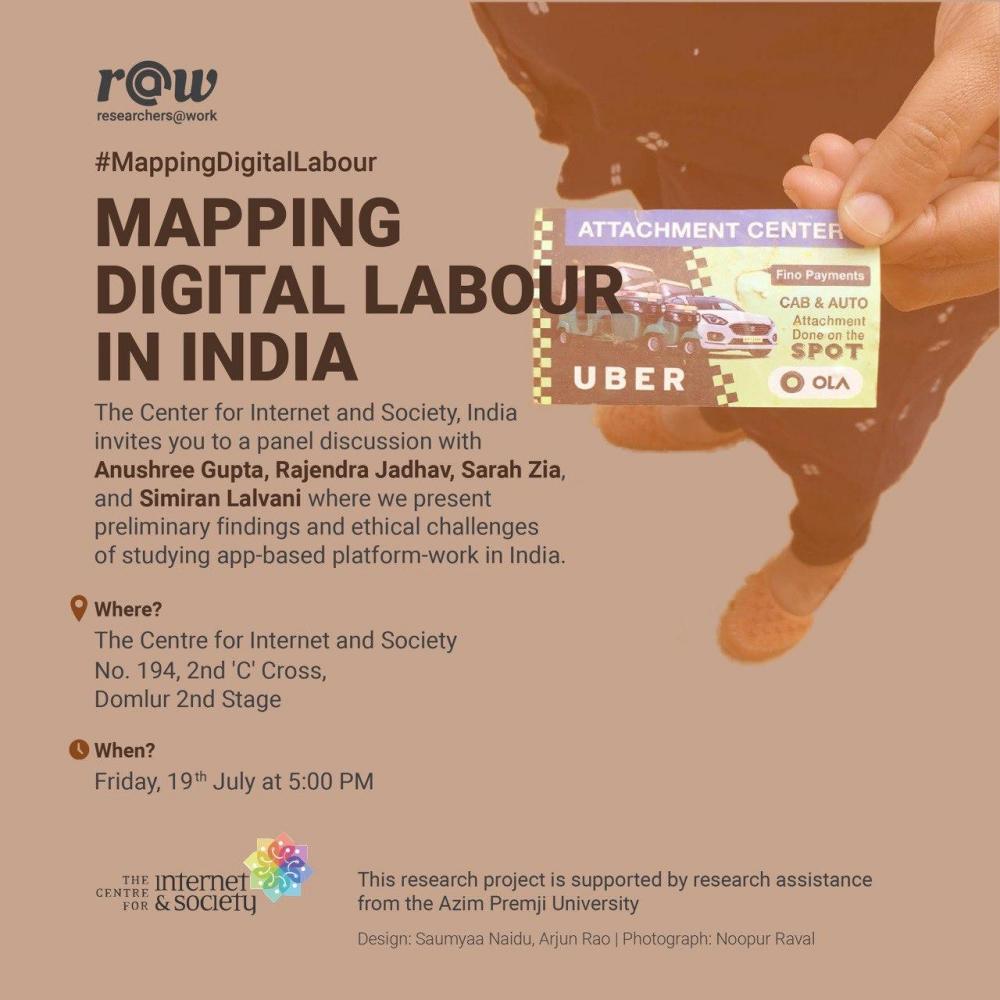 r@w
researchers@work
#MappingDigitalLabour
MAPPING
DIGITAL LABOUR
IN INDIA
ATTACHMENT CENTER
Fino Payments
CAB & AUTO
Attachment
Done on the
SPOT
UBER
OLA
The Center for Internet and Society, India
invites you to a panel discussion with
Anushree Gupta, Rajendra Jadhav, Sarah Zia,
and Simiran Lalvani where we present
preliminary findings and ethical challenges
of studying app-based platform-work in India.
Where?
The Centre for Internet and Society
No. 194, 2nd 'C' Cross,
Domlur 2nd Stage
When?
Friday, 19th July at 5:00 PM
THE CENTRE FOR internet & society
This research project is supported by research assistance
from the Azim Premji University
Design: Saumyaa Naidu, Arjun Rao | Photograph: Noopur Raval